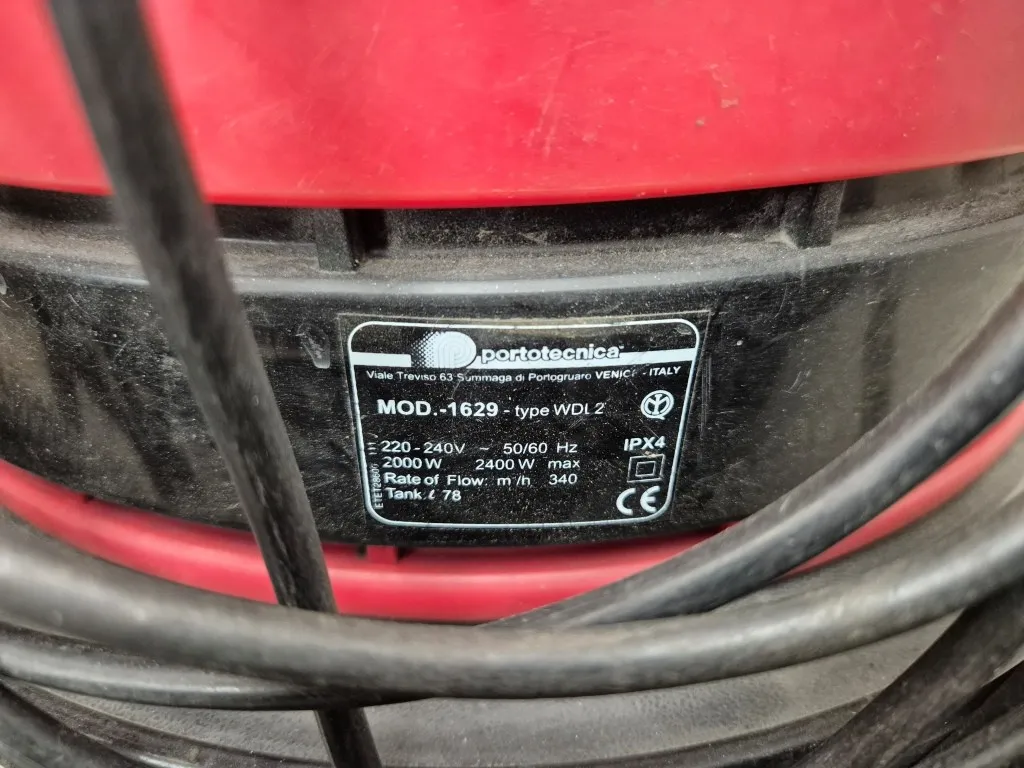 portotecnica
Viale Treviso 63 Summaga di Portogruaro VENICE - ITALY
MOD.-1629 - type WDL 2
220-240V ~ 50/60 Hz
IPX4
2000 W 2400 W max
Rate of Flow: m³/h 340
Tank: ℓ 78
CE